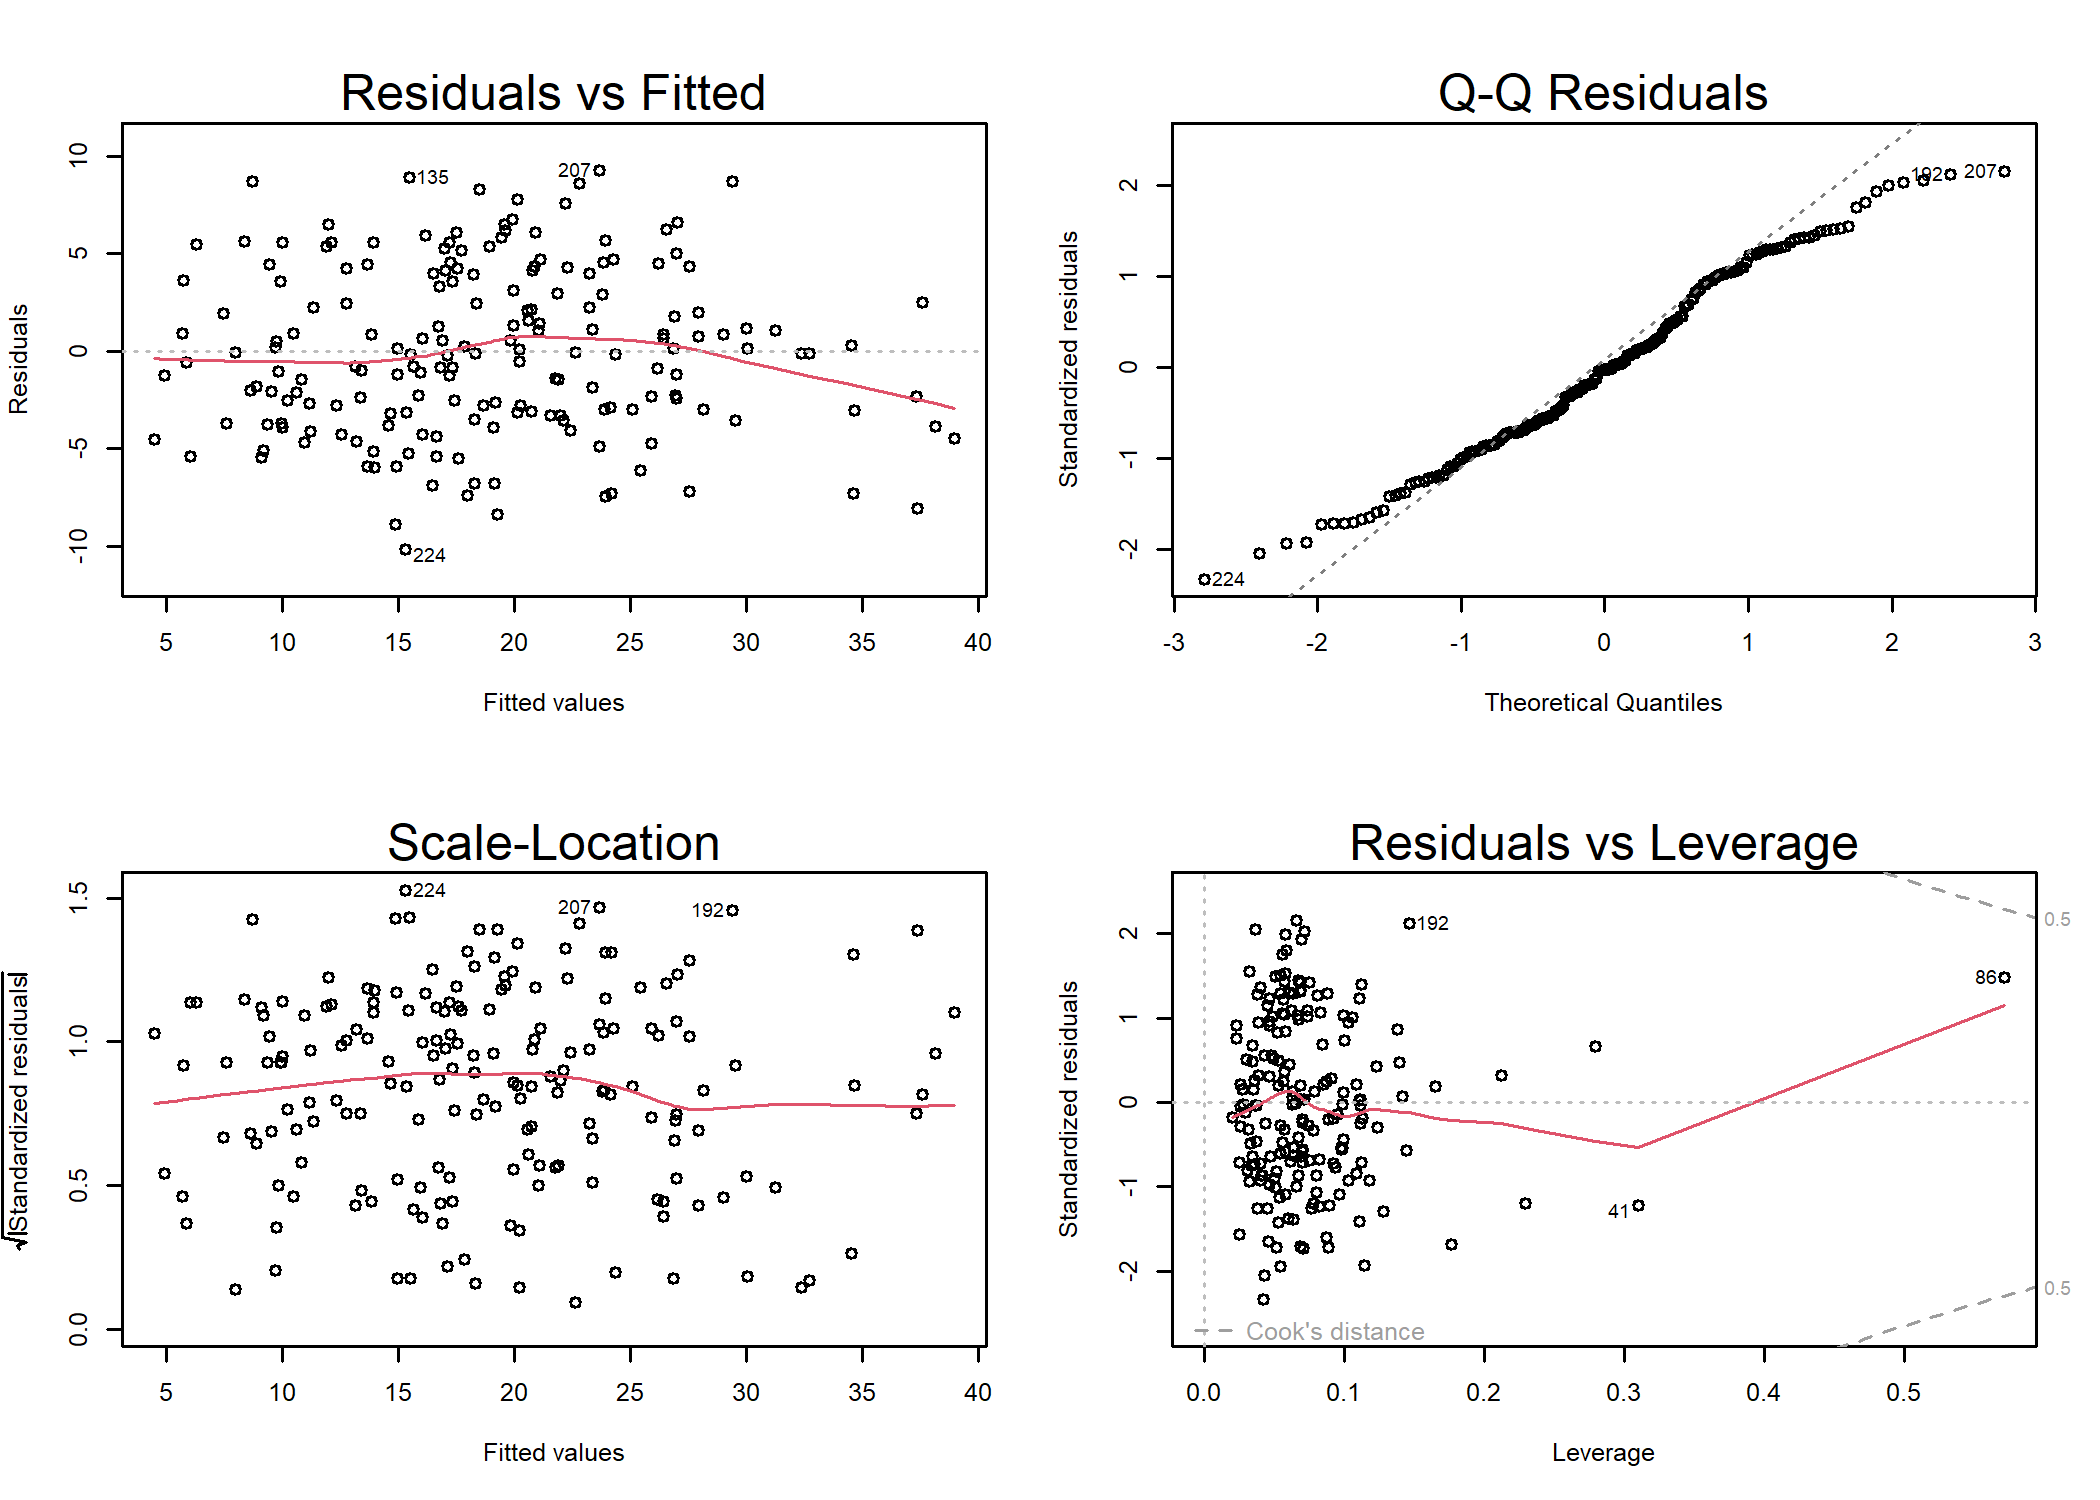 Residuals vs Fitted
10
5
0
-5
-10
Residuals
135
207
224
5 10 15 20 25 30 35 40
Fitted values
Q-Q Residuals
2
1
0
-1
-2
Standardized residuals
192
207
224
-3 -2 -1 0 1 2 3
Theoretical Quantiles
Scale-Location
1.5
1.0
0.5
0.0
√|Standardized residuals|
224
207
192
5 10 15 20 25 30 35 40
Fitted values
Residuals vs Leverage
2
1
0
-1
-2
Standardized residuals
192
86
41
0.5
0.5
Cook's distance
0.0 0.1 0.2 0.3 0.4 0.5
Leverage